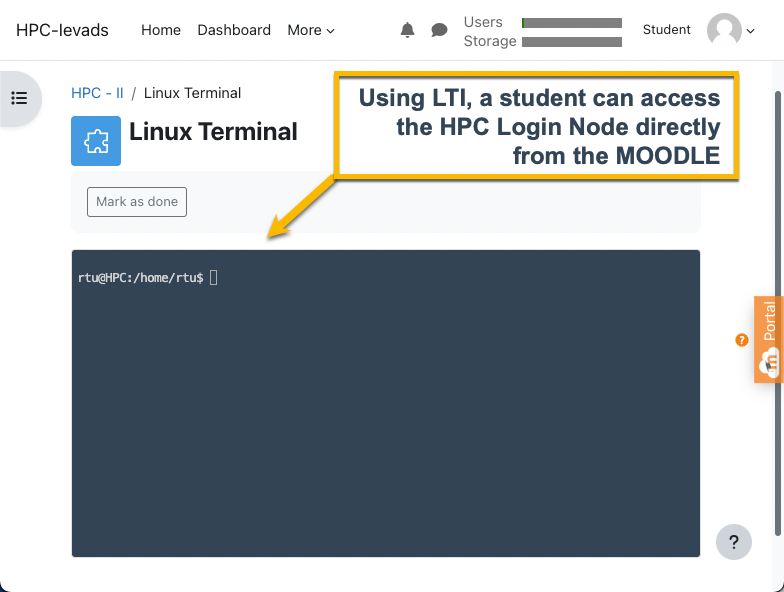 HPC-Ievads
Home
Dashboard
More
Users
Storage
Student
HPC - II / Linux Terminal
Linux Terminal
Using LTI, a student can access
the HPC Login Node directly
from the MOODLE
Mark as done
rtu@HPC:/home/rtu$
?
Portal
m
?